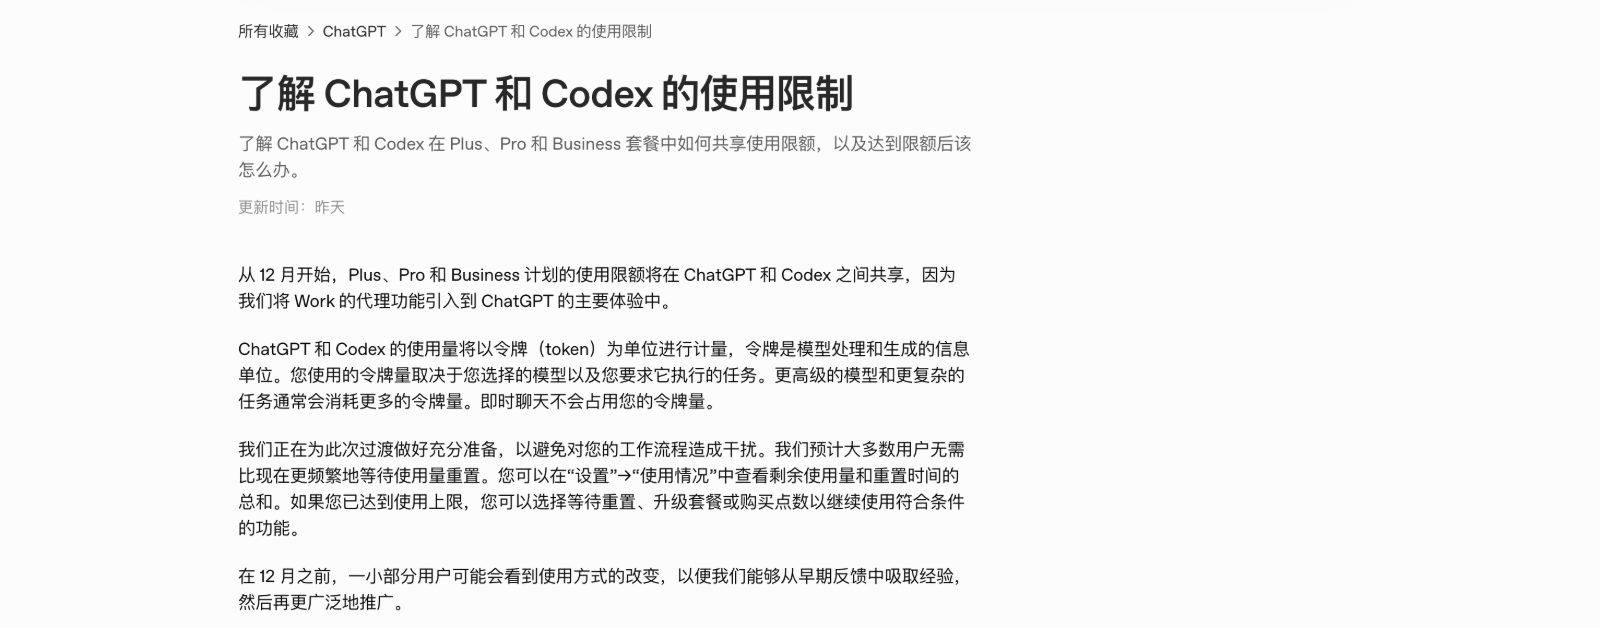 所有收藏 > ChatGPT > 了解 ChatGPT 和 Codex 的使用限制
了解 ChatGPT 和 Codex 的使用限制
了解 ChatGPT 和 Codex 在 Plus、Pro 和 Business 套餐中如何共享使用限额，以及达到限额后该
怎么办。
更新时间：昨天
从 12 月开始，Plus、Pro 和 Business 计划的使用限额将在 ChatGPT 和 Codex 之间共享，因为
我们将 Work 的代理功能引入到 ChatGPT 的主要体验中。
ChatGPT 和 Codex 的使用量将以令牌（token）为单位进行计量，令牌是模型处理和生成的信息
单位。您使用的令牌量取决于您选择的模型以及您要求它执行的任务。更高级的模型和更复杂的
任务通常会消耗更多的令牌量。即时聊天不会占用您的令牌量。
我们正在为此次过渡做好充分准备，以避免对您的工作流程造成干扰。我们预计大多数用户无需
比现在更频繁地等待使用量重置。您可以在“设置”→“使用情况”中查看剩余使用量和重置时间的
总和。如果您已达到使用上限，您可以选择等待重置、升级套餐或购买点数以继续使用符合条件
的功能。
在 12 月之前，一小部分用户可能会看到使用方式的改变，以便我们能够从早期反馈中吸取经验，
然后再更广泛地推广。